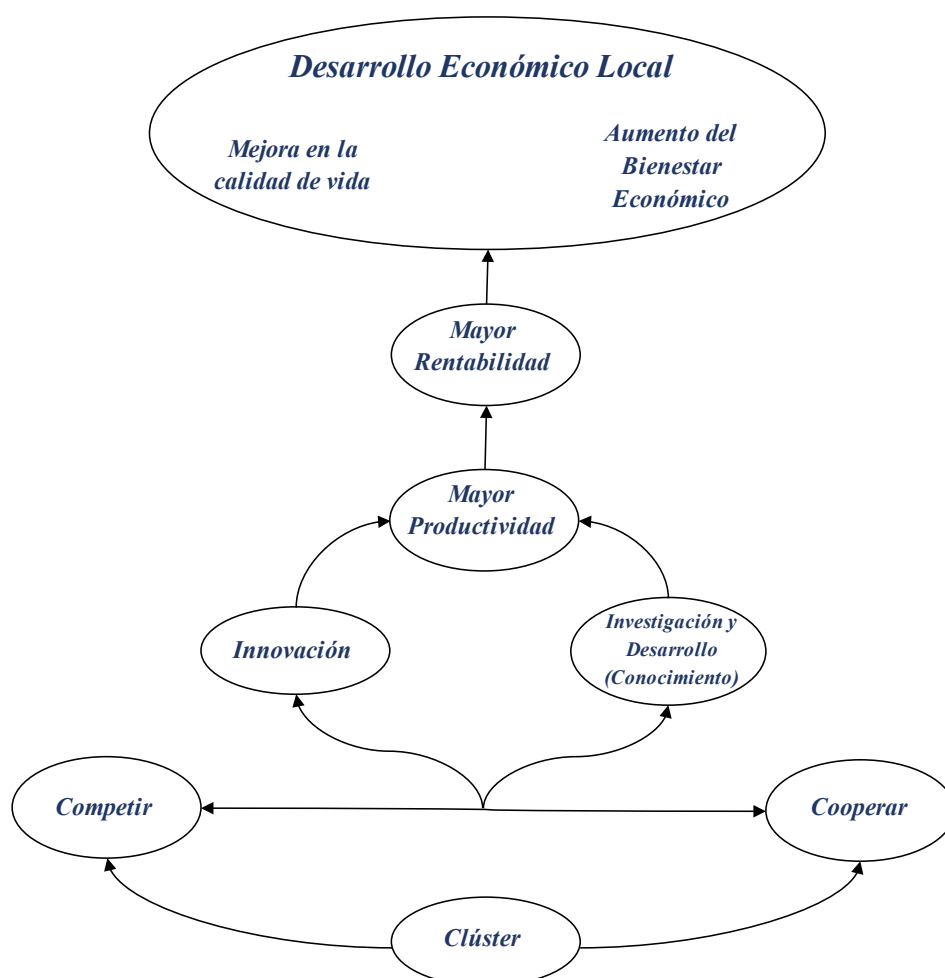 Desarrollo Económico Local
Mejora en la
calidad de vida
Aumento del
Bienestar
Económico
Mayor
Rentabilidad
Mayor
Productividad
Innovación
Investigación y
Desarrollo
(Conocimiento)
Competir
Cooperar
Clúster